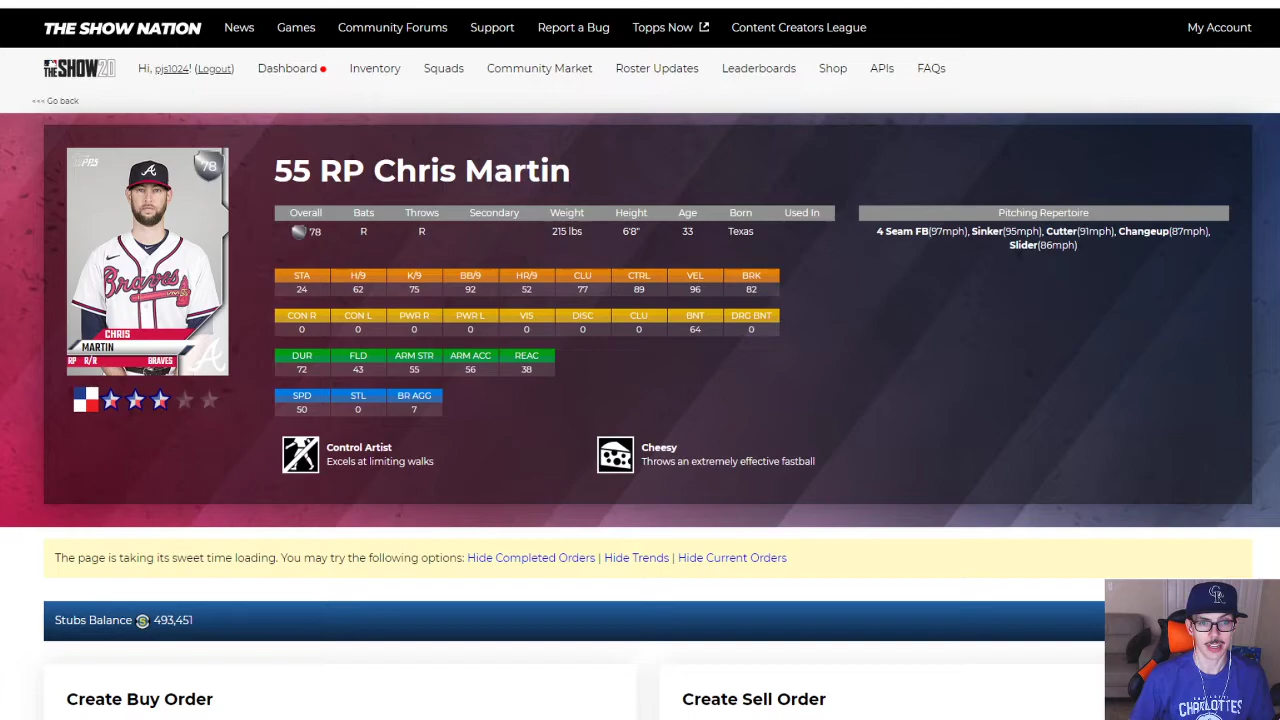 THE SHOW NATION News Games Community Forums Support Report a Bug Topps Now Content Creators League My Account
THE SHOW20 Hi, pjs1024! (Logout) Dashboard Inventory Squads Community Market Roster Updates Leaderboards Shop APIs FAQs
<<< Go back
78
Braves
CHRIS
MARTIN
RP R/R BRAVES
55 RP Chris Martin
Overall Bats Throws Secondary Weight Height Age Born Used In
78 R R 215 lbs 6'8" 33 Texas
Pitching Repertoire
4 Seam FB(97mph), Sinker(95mph), Cutter(91mph), Changeup(87mph),
Slider(86mph)
STA H/9 K/9 BB/9 HR/9 CLU CTRL VEL BRK
24 62 75 92 52 77 89 96 82
CON R CON L PWR R PWR L VIS DISC CLU BNT DRG BNT
0 0 0 0 0 0 0 64 0
DUR FLD ARM STR ARM ACC REAC
72 43 55 56 38
SPD STL BR AGG
50 0 7
Control Artist
Excels at limiting walks
Cheesy
Throws an extremely effective fastball
The page is taking its sweet time loading. You may try the following options: Hide Completed Orders | Hide Trends | Hide Current Orders
Stubs Balance 493,451
Create Buy Order
Create Sell Order
CHARLOTTES